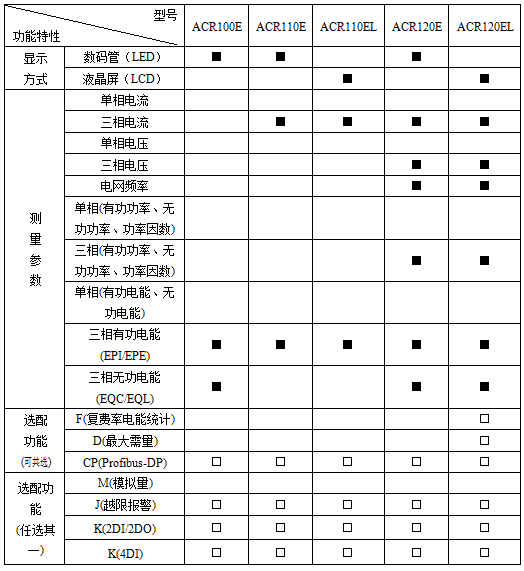 型号
功能特性
ACR100E ACR110E ACR110EL ACR120E ACR120EL
显示
方式
数码管（LED） ■ ■ ■
液晶屏（LCD） ■ ■
测
量
参
数
单相电流
三相电流 ■ ■ ■ ■
单相电压
三相电压 ■ ■
电网频率 ■ ■
单相(有功功率、无
功功率、功率因数)
三相(有功功率、无
功功率、功率因数) ■ ■
单相(有功电能、无
功电能)
三相有功电能
(EPI/EPE) ■ ■ ■ ■ ■
三相无功电能
(EQC/EQL) ■ ■ ■
选配
功能
(可共选)
F(复费率电能统计) □
D(最大需量) □
CP(Profibus-DP) □ □ □ □ □
选配功
能
(任选其
一)
M(模拟量)
J(越限报警) □ □ □ □ □
K(2DI/2DO) □ □ □ □ □
K(4DI) □ □ □ □ □